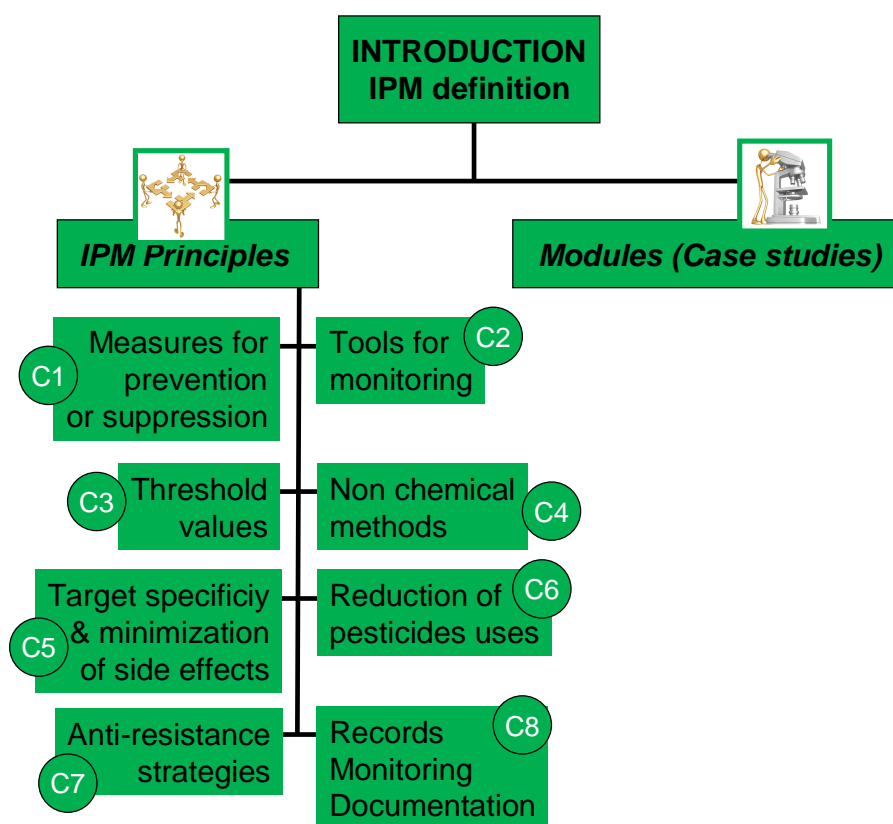 INTRODUCTION
IPM definition
IPM Principles
Modules (Case studies)
C1
Measures for
prevention
or suppression
Tools for
monitoring
C2
C3
Threshold
values
Non chemical
methods
C4
C5
Target specificiy
& minimization
of side effects
Reduction of
pesticides uses
C6
C7
Anti-resistance
strategies
Records
Monitoring
Documentation
C8